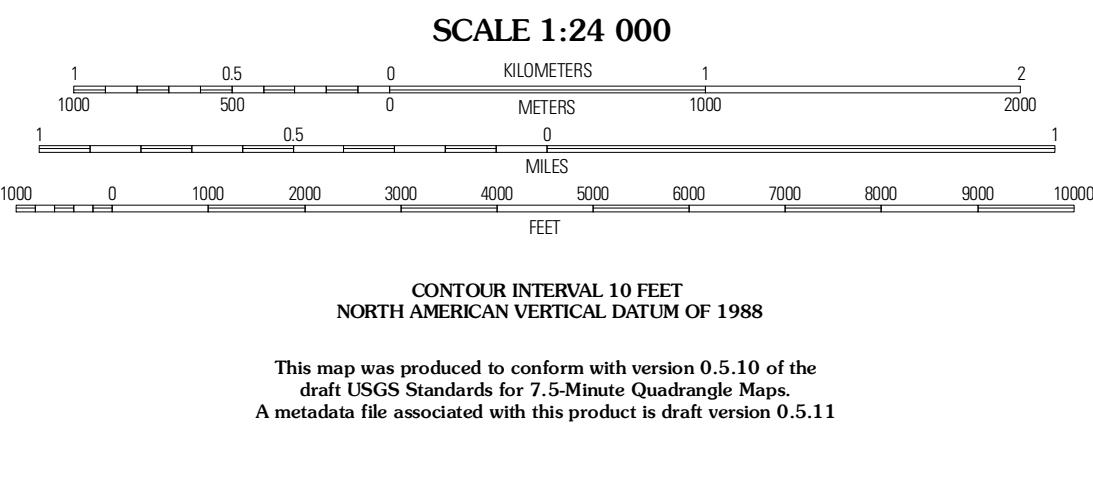 SCALE 1:24 000
1 0.5 0 KILOMETERS 1 2
1000 500 0 METERS 1000 2000
1 0.5 0 1
MILES
1000 0 1000 2000 3000 4000 5000 6000 7000 8000 9000 10000
FEET
CONTOUR INTERVAL 10 FEET
NORTH AMERICAN VERTICAL DATUM OF 1988
This map was produced to conform with version 0.5.10 of the
draft USGS Standards for 7.5-Minute Quadrangle Maps.
A metadata file associated with this product is draft version 0.5.11